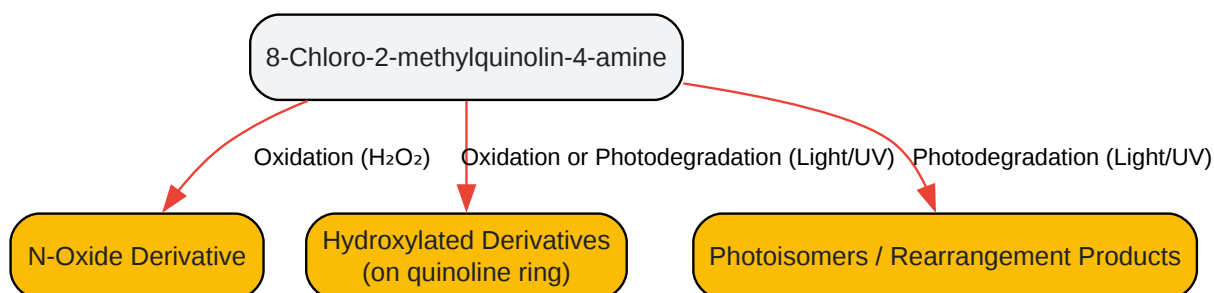 8-Chloro-2-methylquinolin-4-amine
Oxidation (H₂O₂)
Oxidation or Photodegradation (Light/UV)
Photodegradation (Light/UV)
N-Oxide Derivative
Hydroxylated Derivatives
(on quinoline ring)
Photoisomers / Rearrangement Products